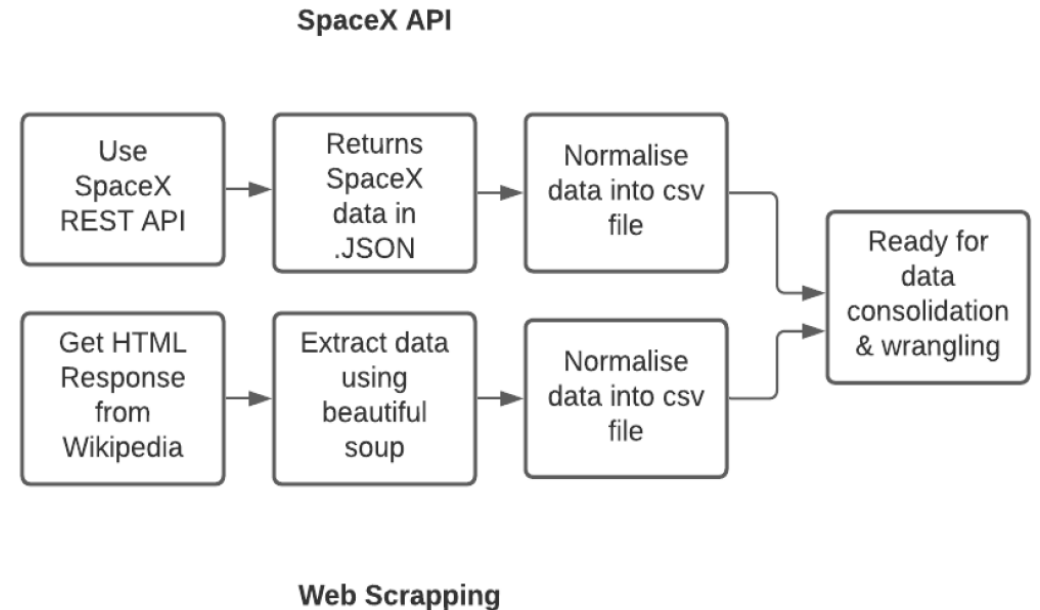 SpaceX API
Use
SpaceX
REST API
Returns
SpaceX
data in
.JSON
Normalise
data into csv
file
Ready for
data
consolidation
& wrangling
Get HTML
Response
from
Wikipedia
Extract data
using
beautiful
soup
Normalise
data into csv
file
Web Scrapping